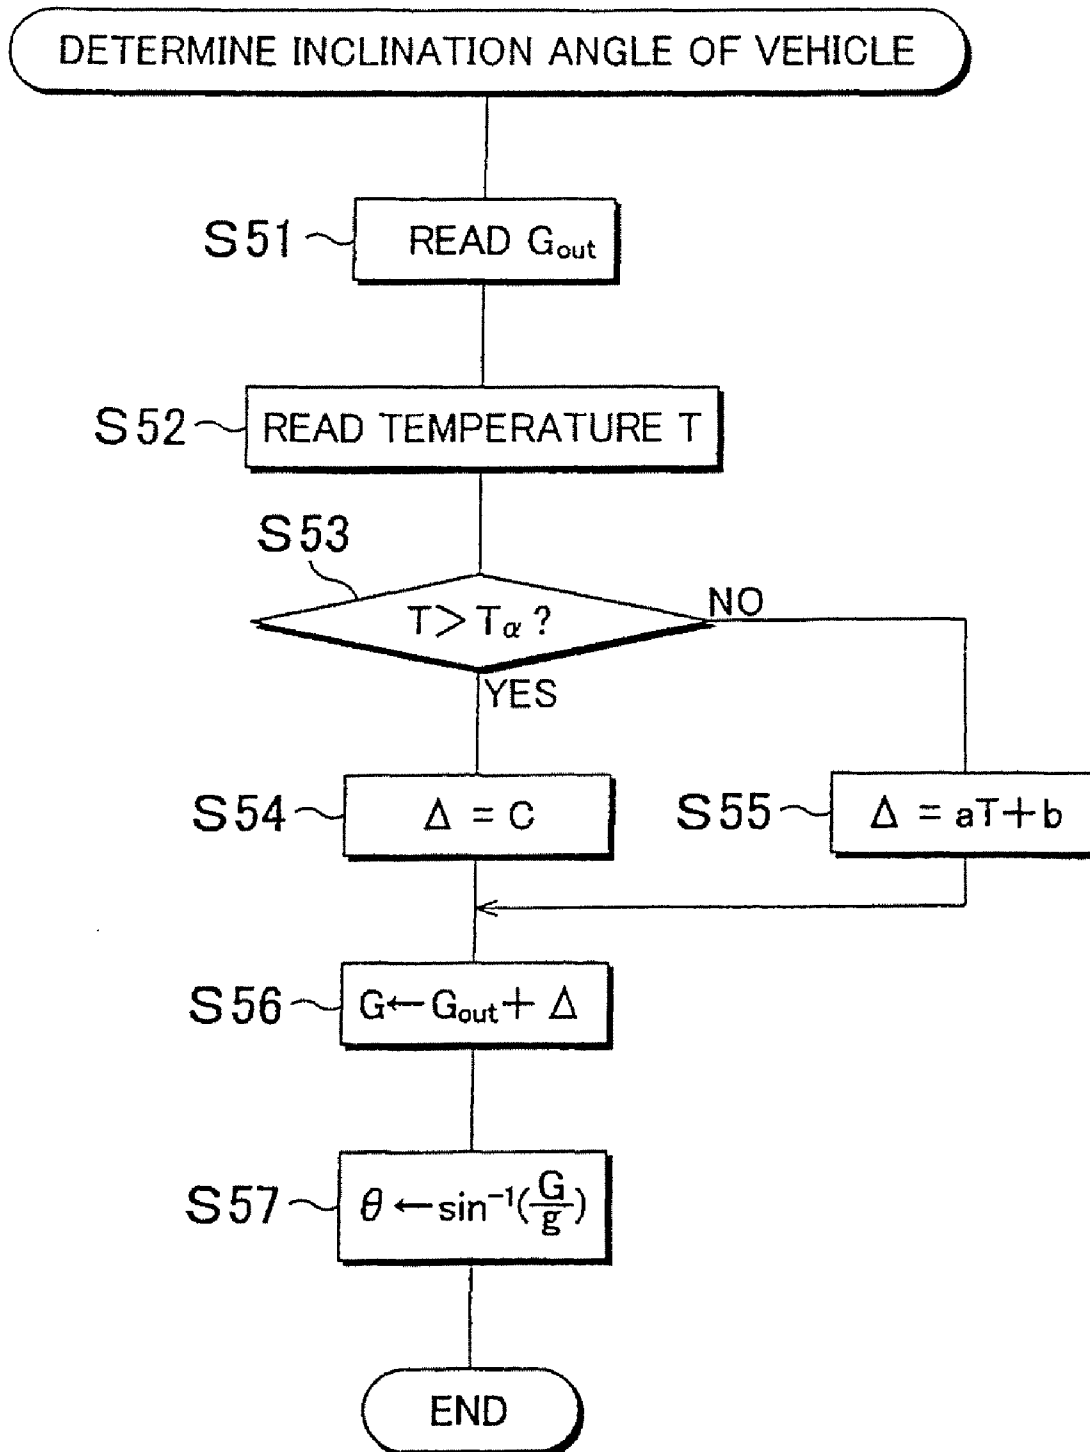 DETERMINE INCLINATION ANGLE OF VEHICLE
S51
READ Gout
S52
READ TEMPERATURE T
S53
T > Tα ?
NO
YES
S54
Δ = C
S55
Δ = aT+b
S56
G←Gout+ Δ
S57
θ ←sin⁻¹(G/g)
END